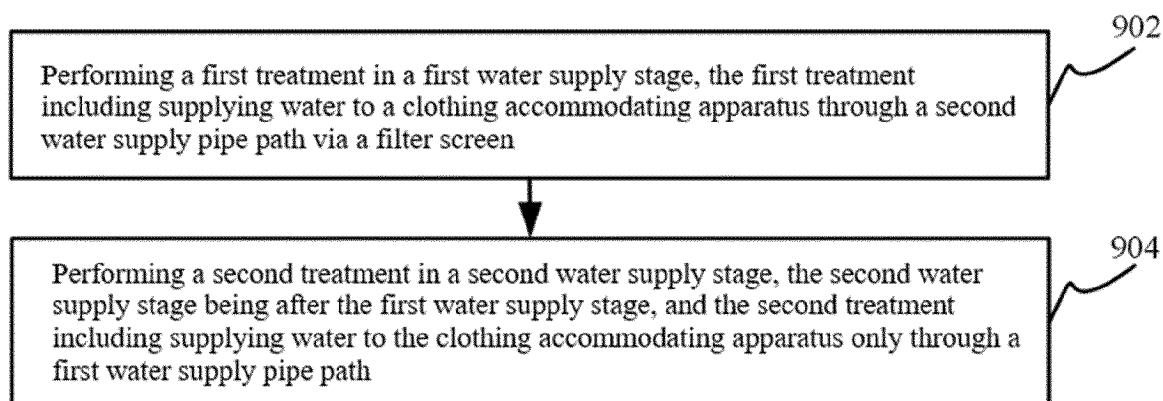 902
Performing a first treatment in a first water supply stage, the first treatment
including supplying water to a clothing accommodating apparatus through a second
water supply pipe path via a filter screen
904
Performing a second treatment in a second water supply stage, the second water
supply stage being after the first water supply stage, and the second treatment
including supplying water to the clothing accommodating apparatus only through a
first water supply pipe path